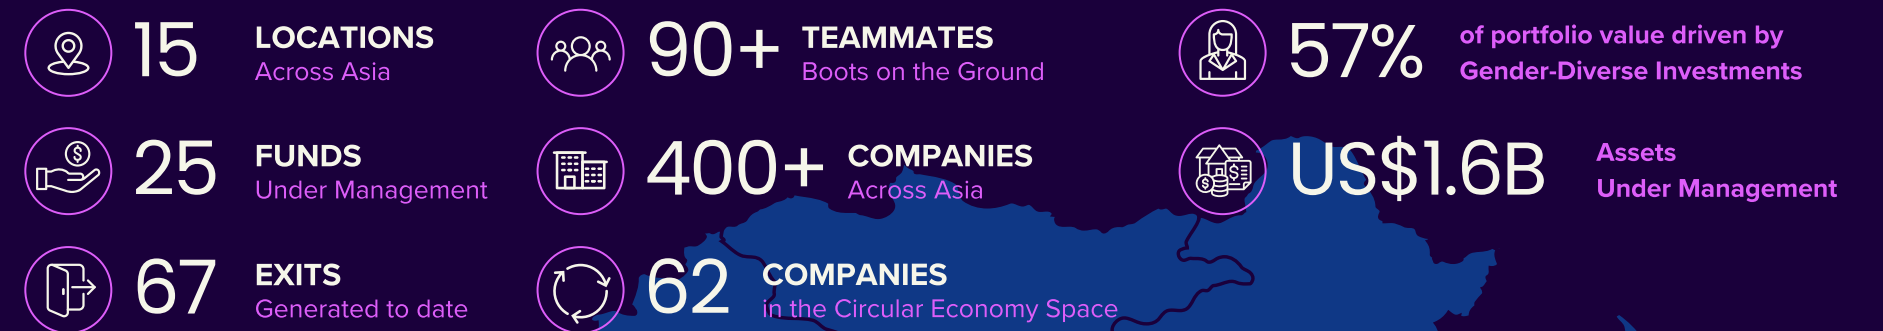 15
LOCATIONS
Across Asia
90+
TEAMMATES
Boots on the Ground
57%
of portfolio value driven by
Gender-Diverse Investments
25
FUNDS
Under Management
400+
COMPANIES
Across Asia
US$1.6B
Assets
Under Management
67
EXITS
Generated to date
62
COMPANIES
in the Circular Economy Space